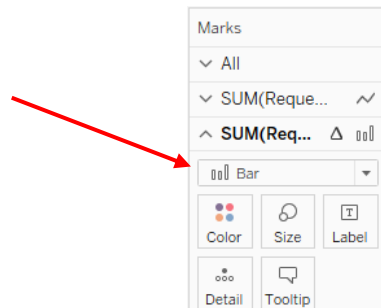 Marks
All
SUM(Reque...
SUM(Req... Δ
Bar
Color Size T Label
Detail Tooltip